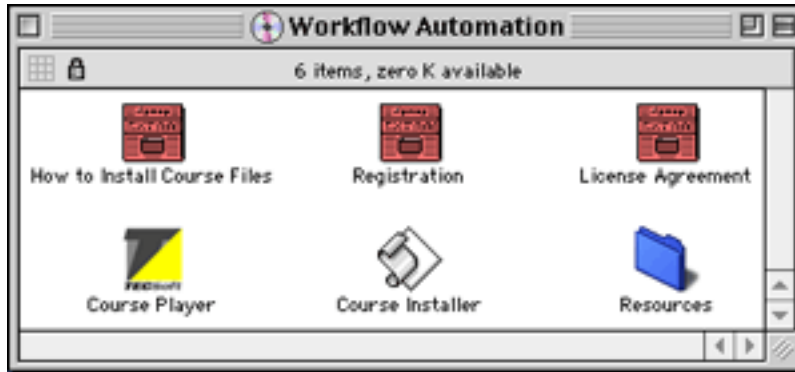 Workflow Automation
6 items, zero K available
How to Install Course Files
Registration
License Agreement
Course Player
Course Installer
Resources